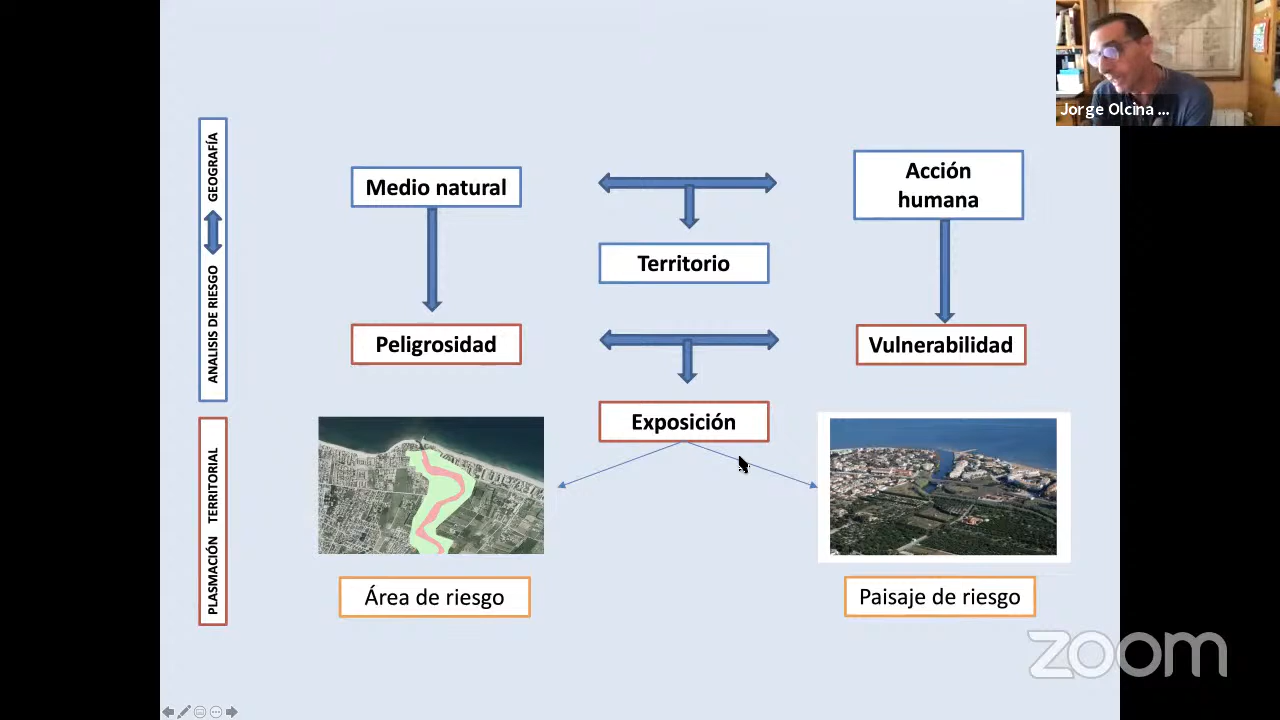 Jorge Olcina ...
GEOGRAFÍA
ANALISIS DE RIESGO
PLASMACIÓN TERRITORIAL
Medio natural
Acción
humana
Territorio
Peligrosidad
Vulnerabilidad
Exposición
Área de riesgo
Paisaje de riesgo
zoom